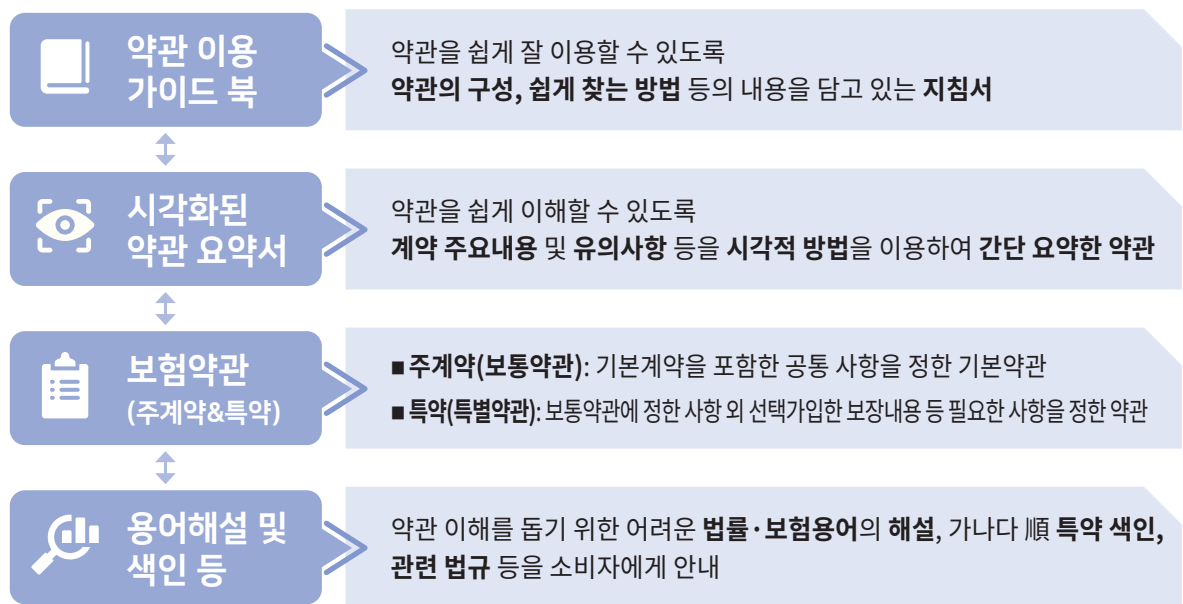 약관 이용
가이드 북
약관을 쉽게 잘 이용할 수 있도록
약관의 구성, 쉽게 찾는 방법 등의 내용을 담고 있는 지침서
시각화된
약관 요약서
약관을 쉽게 이해할 수 있도록
계약 주요내용 및 유의사항 등을 시각적 방법을 이용하여 간단 요약한 약관
보험약관
(주계약&특약)
■ 주계약(보통약관): 기본계약을 포함한 공통 사항을 정한 기본약관
■ 특약(특별약관): 보통약관에 정한 사항 외 선택가입한 보장내용 등 필요한 사항을 정한 약관
용어해설 및
색인 등
약관 이해를 돕기 위한 어려운 법률·보험용어의 해설, 가나다 順 특약 색인,
관련 법규 등을 소비자에게 안내